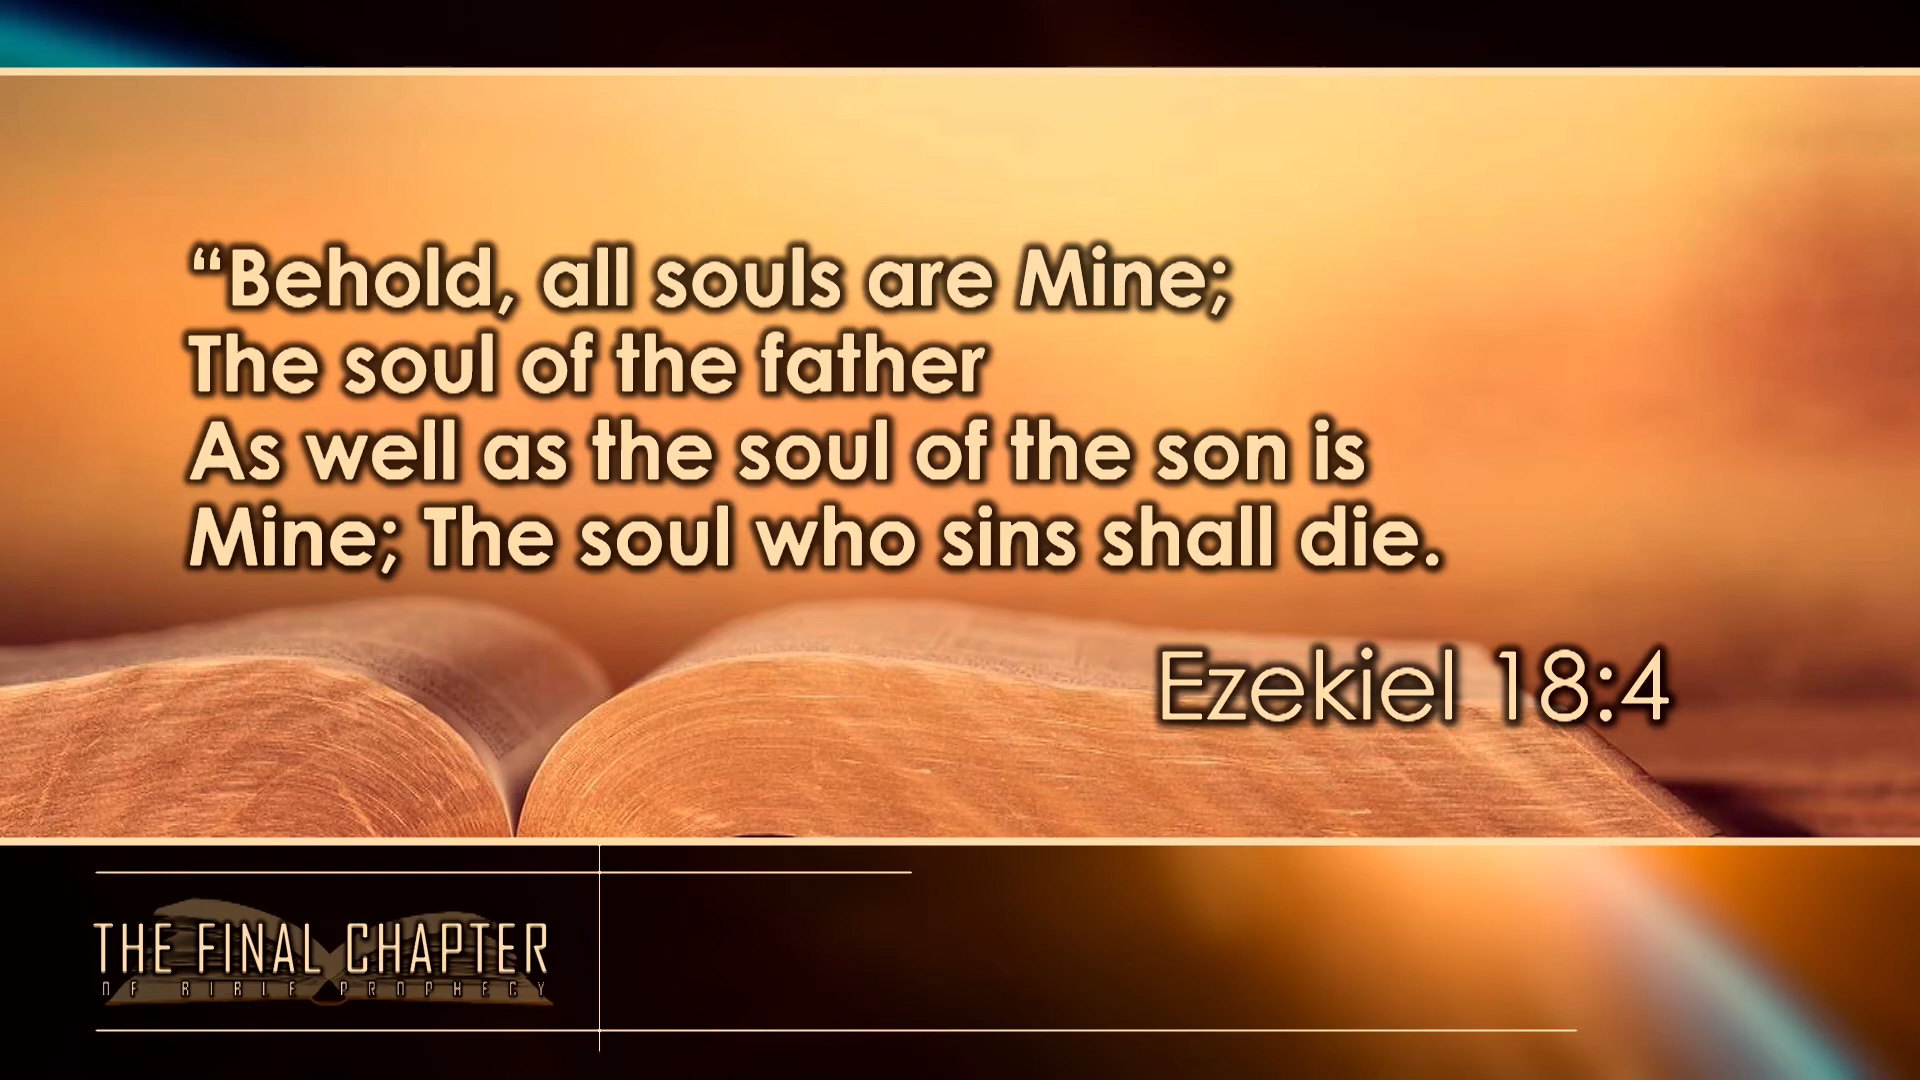 “Behold, all souls are Mine;
The soul of the father
As well as the soul of the son is
Mine; The soul who sins shall die.
Ezekiel 18:4
THE FINAL CHAPTER
OF BIBLE PROPHECY